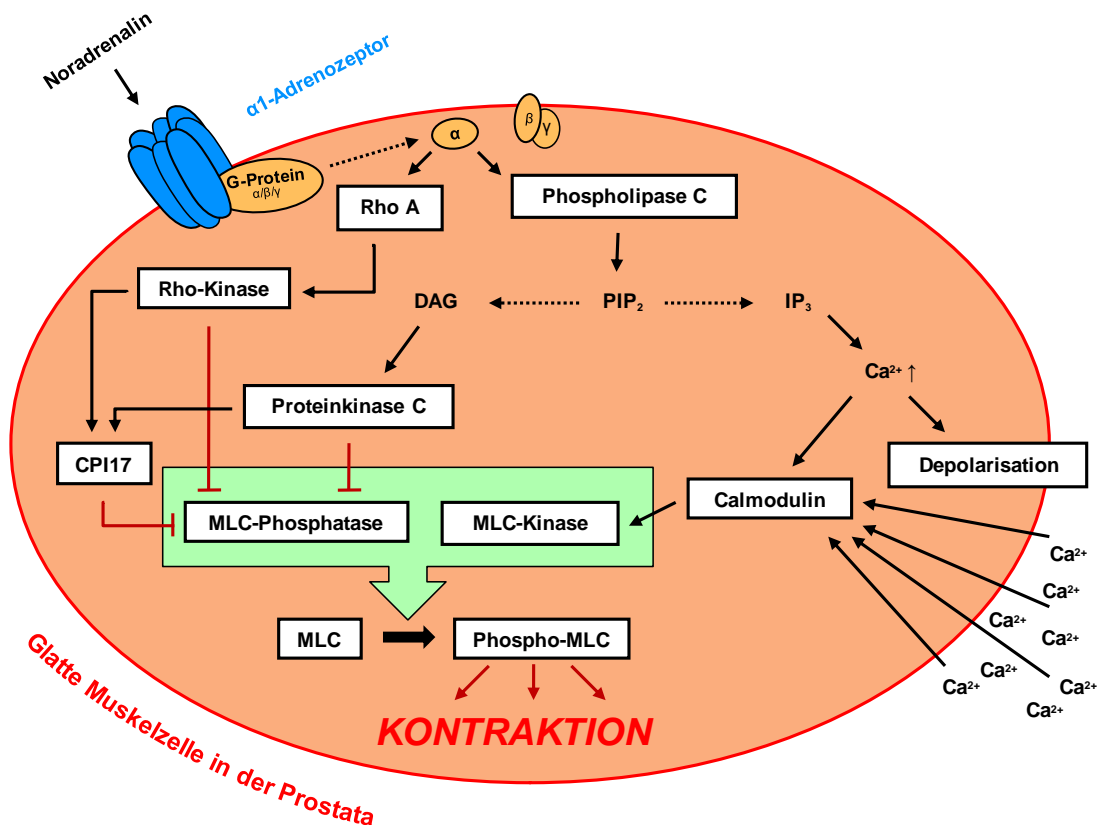 Noradrenalin
α1-Adrenozeptor
G-Protein
α/β/γ
α
β
γ
Rho A
Phospholipase C
Rho-Kinase
DAG
PIP₂
IP₃
Ca²⁺ ↑
Proteinkinase C
CPI17
Depolarisation
MLC-Phosphatase
MLC-Kinase
Calmodulin
Ca²⁺
Ca²⁺
Ca²⁺
Ca²⁺
Ca²⁺
Ca²⁺
Ca²⁺
Ca²⁺
MLC
Phospho-MLC
KONTRAKTION
Glatte Muskelzelle in der Prostata